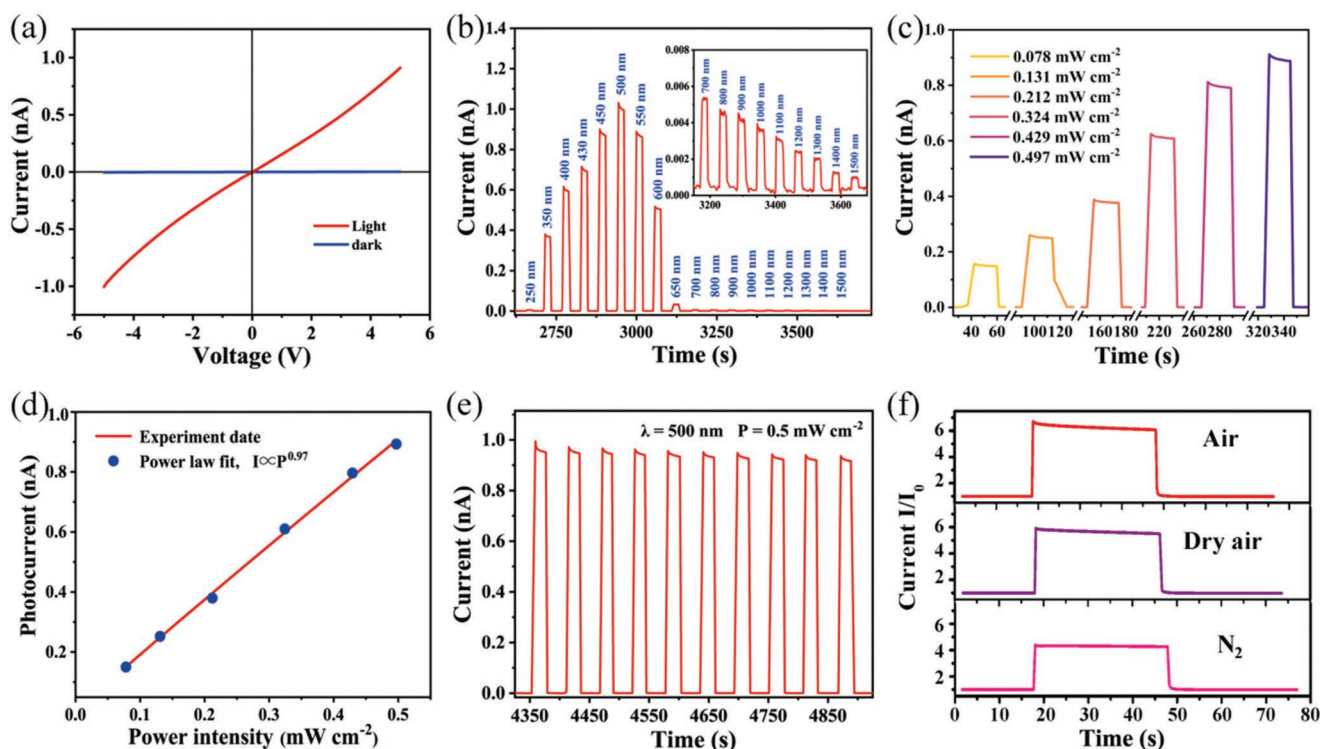 (a)
1.0
0.5
0.0
-0.5
-1.0
Current (nA)
Light
dark
-6 -4 -2 0 2 4 6
Voltage (V)
(b)
1.4
1.2
1.0
0.8
0.6
0.4
0.2
0.0
Current (nA)
250 nm
350 nm
400 nm
430 nm
450 nm
500 nm
550 nm
600 nm
650 nm
700 nm
800 nm
900 nm
1000 nm
1100 nm
1200 nm
1300 nm
1400 nm
1500 nm
2750 3000 3250 3500
Time (s)
0.008
0.006
0.004
0.002
0.000
700 nm
800 nm
900 nm
1000 nm
1100 nm
1200 nm
1300 nm
1400 nm
1500 nm
3200 3400 3600
(c)
0.9
0.6
0.4
0.2
0.0
Current (nA)
0.078 mW cm⁻²
0.131 mW cm⁻²
0.212 mW cm⁻²
0.324 mW cm⁻²
0.429 mW cm⁻²
0.497 mW cm⁻²
40 60 100 120 160 180 220 260 280 320 340
Time (s)
(d)
1.0
0.8
0.6
0.4
0.2
Photocurrent (nA)
Experiment date
Power law fit, I∝P⁰·⁹⁷
0.0 0.1 0.2 0.3 0.4 0.5
Power intensity (mW cm⁻²)
(e)
1.0
0.8
0.6
0.4
0.2
0.0
Current (nA)
λ = 500 nm P = 0.5 mW cm⁻²
4350 4450 4550 4650 4750 4850
Time (s)
(f)
Current I/I₀
6
4
2
Air
6
4
2
Dry air
6
4
2
N₂
0 10 20 30 40 50 60 70 80
Time (s)